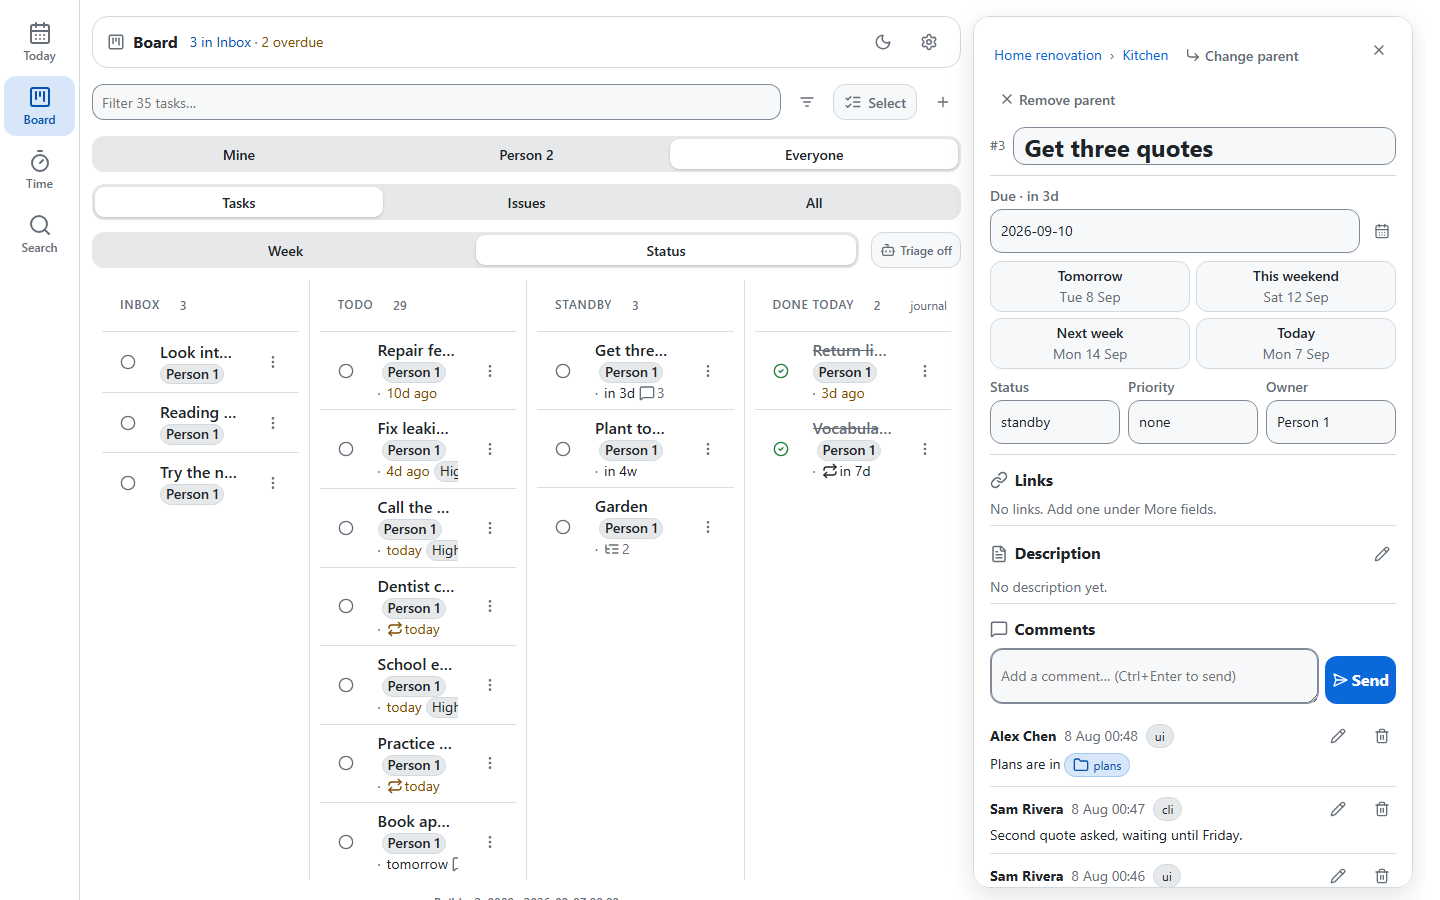 Today
Board
Time
Search
Board 3 in Inbox · 2 overdue
Filter 35 tasks...
Select
Mine Person 2 Everyone
Tasks Issues All
Week Status
Triage off
INBOX 3
Look int...
Person 1
Reading ...
Person 1
Try the n...
Person 1
TODO 29
Repair fe...
Person 1
· 10d ago
Fix leaki...
Person 1
· 4d ago Hig
Call the ...
Person 1
· today High
Dentist c...
Person 1
· today
School e...
Person 1
· today High
Practice ...
Person 1
· today
Book ap...
Person 1
· tomorrow
STANDBY 3
Get thre...
Person 1
· in 3d 3
Plant to...
Person 1
· in 4w
Garden
Person 1
· 2
DONE TODAY 2 journal
Return li...
Person 1
· 3d ago
Vocabula...
Person 1
· in 7d
Home renovation › Kitchen Change parent
Remove parent
#3 Get three quotes
Due · in 3d
2026-09-10
Tomorrow
Tue 8 Sep
This weekend
Sat 12 Sep
Next week
Mon 14 Sep
Today
Mon 7 Sep
Status Priority Owner
standby none Person 1
Links
No links. Add one under More fields.
Description
No description yet.
Comments
Add a comment... (Ctrl+Enter to send)
Send
Alex Chen 8 Aug 00:48 ui
Plans are in plans
Sam Rivera 8 Aug 00:47 cli
Second quote asked, waiting until Friday.
Sam Rivera 8 Aug 00:46 ui